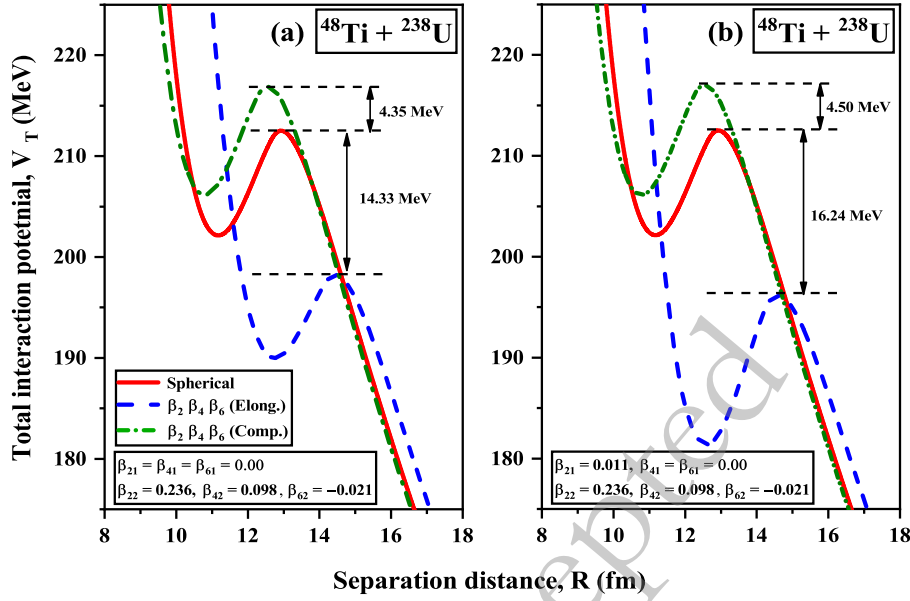 (a)
⁴⁸Ti + ²³⁸U
4.35 MeV
14.33 MeV
Spherical
β₂ β₄ β₆ (Elong.)
β₂ β₄ β₆ (Comp.)
β₂₁ = β₄₁ = β₆₁ = 0.00
β₂₂ = 0.236, β₄₂ = 0.098, β₆₂ = −0.021
220
210
200
190
180
8 10 12 14 16 18
(b)
⁴⁸Ti + ²³⁸U
4.50 MeV
16.24 MeV
β₂₁ = 0.011, β₄₁ = β₆₁ = 0.00
β₂₂ = 0.236, β₄₂ = 0.098, β₆₂ = −0.021
220
210
200
190
180
8 10 12 14 16 18
Total interaction potetnial, V_T (MeV)
Separation distance, R (fm)
epted